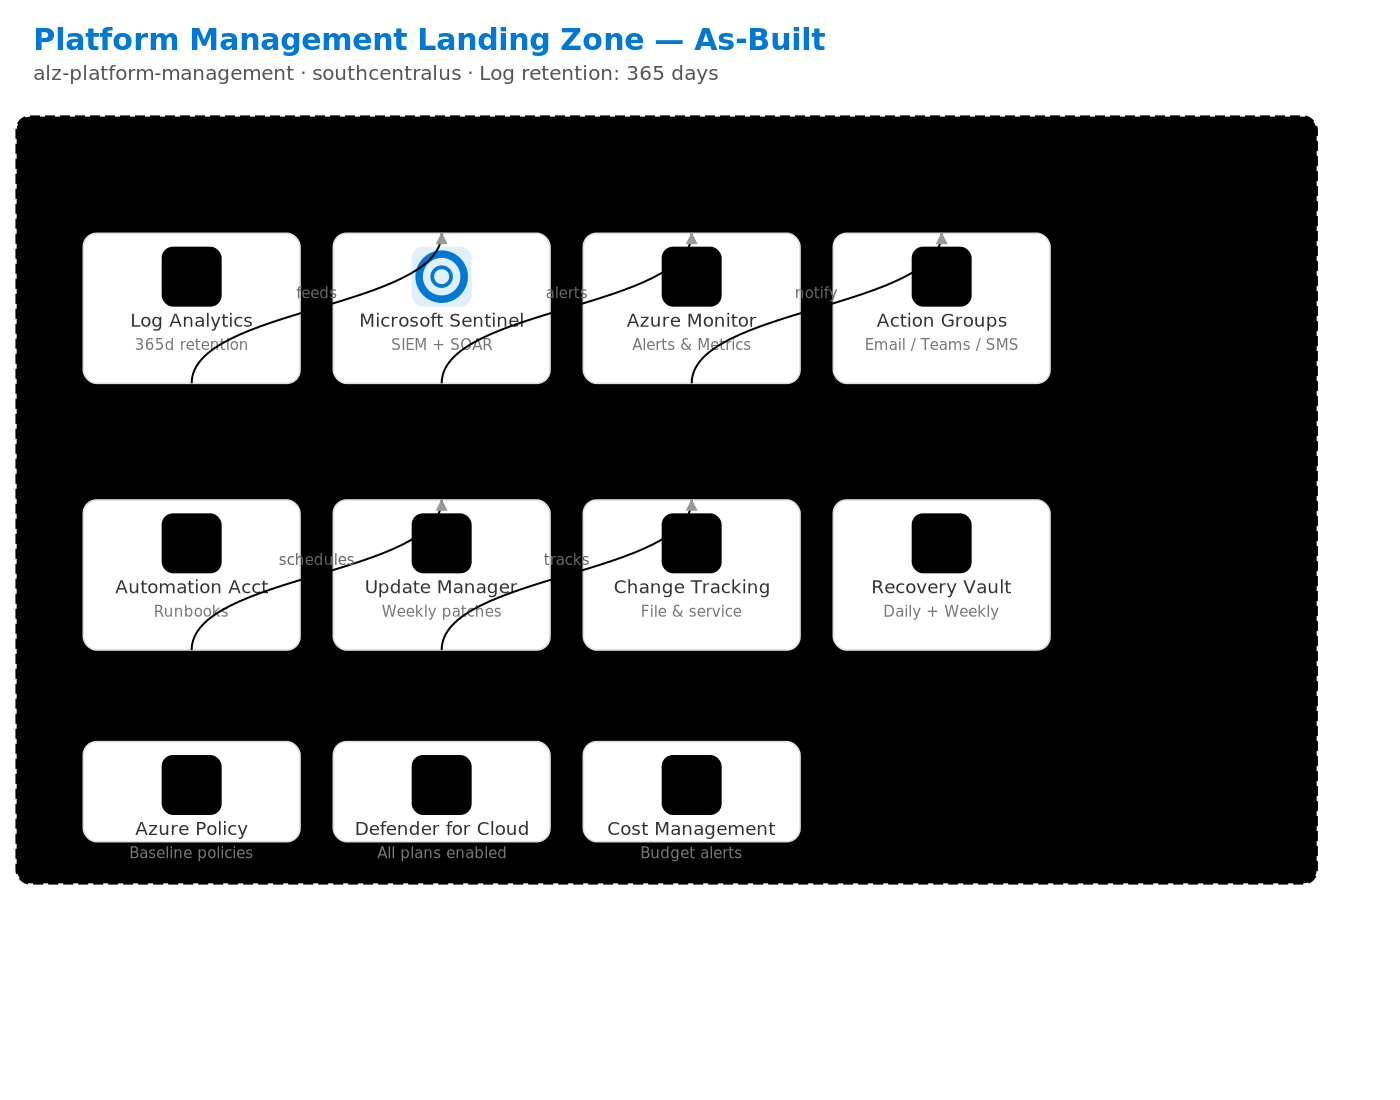 Platform Management Landing Zone — As-Built
alz-platform-management · southcentralus · Log retention: 365 days
feeds
alerts
notify
Log Analytics
365d retention
Microsoft Sentinel
SIEM + SOAR
Azure Monitor
Alerts & Metrics
Action Groups
Email / Teams / SMS
schedules
tracks
Automation Acct
Runbooks
Update Manager
Weekly patches
Change Tracking
File & service
Recovery Vault
Daily + Weekly
Azure Policy
Baseline policies
Defender for Cloud
All plans enabled
Cost Management
Budget alerts